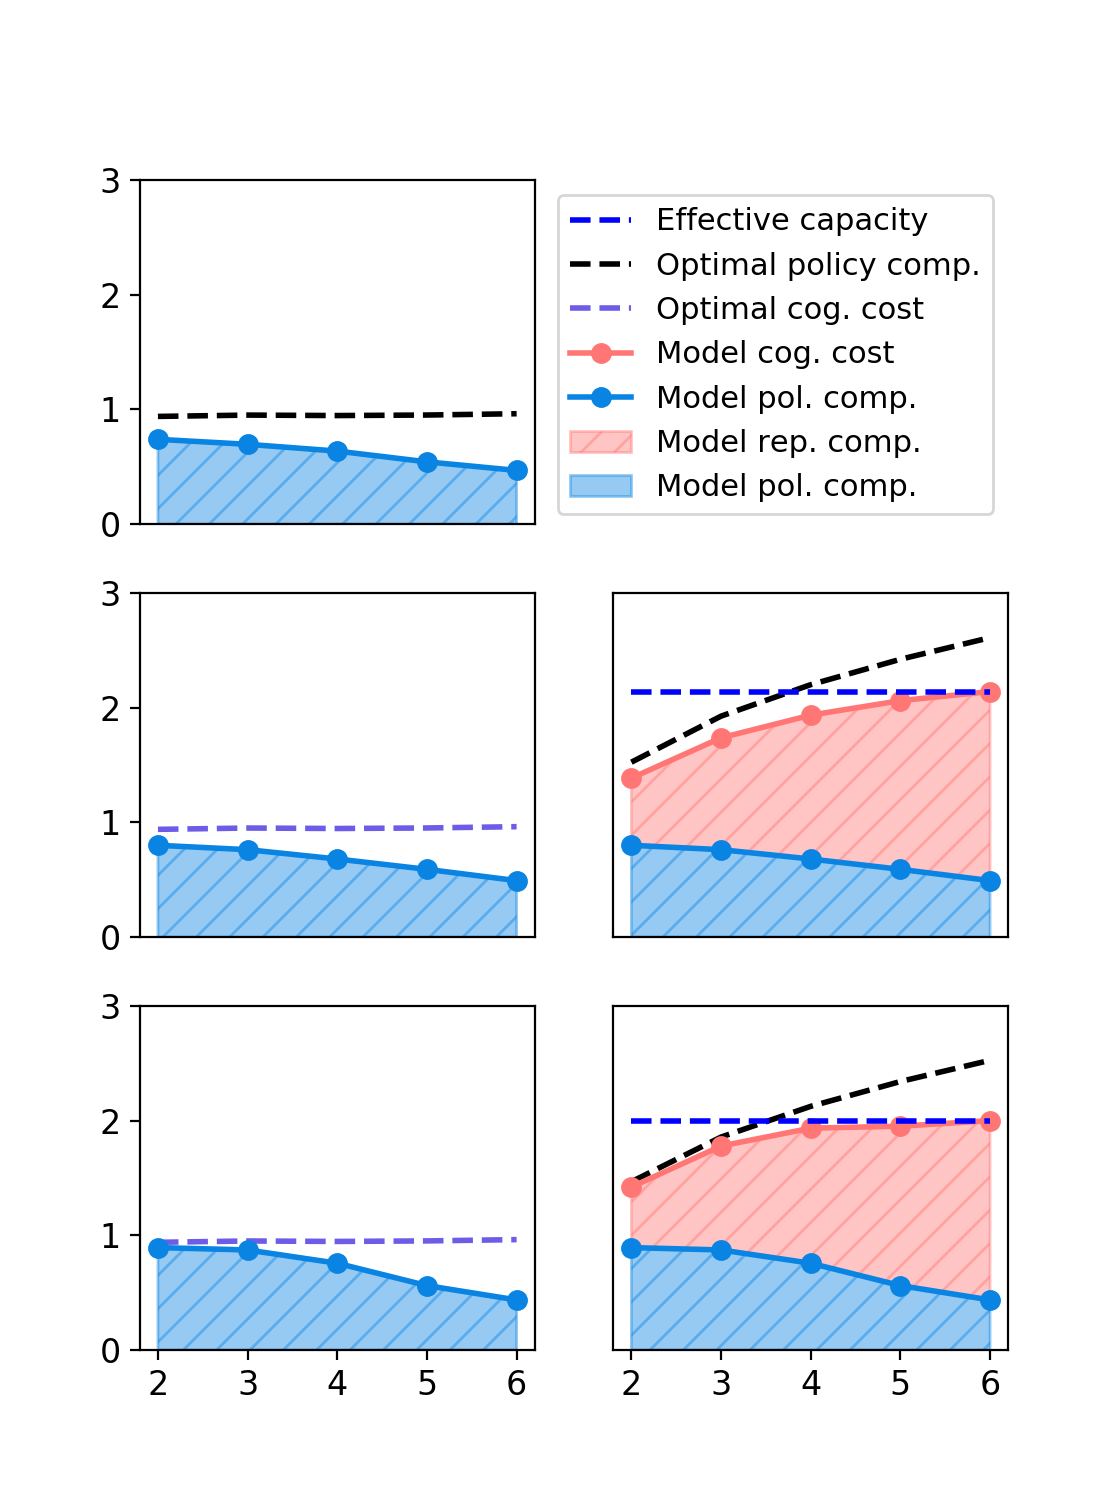 3
2
1
0
Effective capacity
Optimal policy comp.
Optimal cog. cost
Model cog. cost
Model pol. comp.
Model rep. comp.
Model pol. comp.
3
2
1
0
3
2
1
0
2 3 4 5 6
2 3 4 5 6